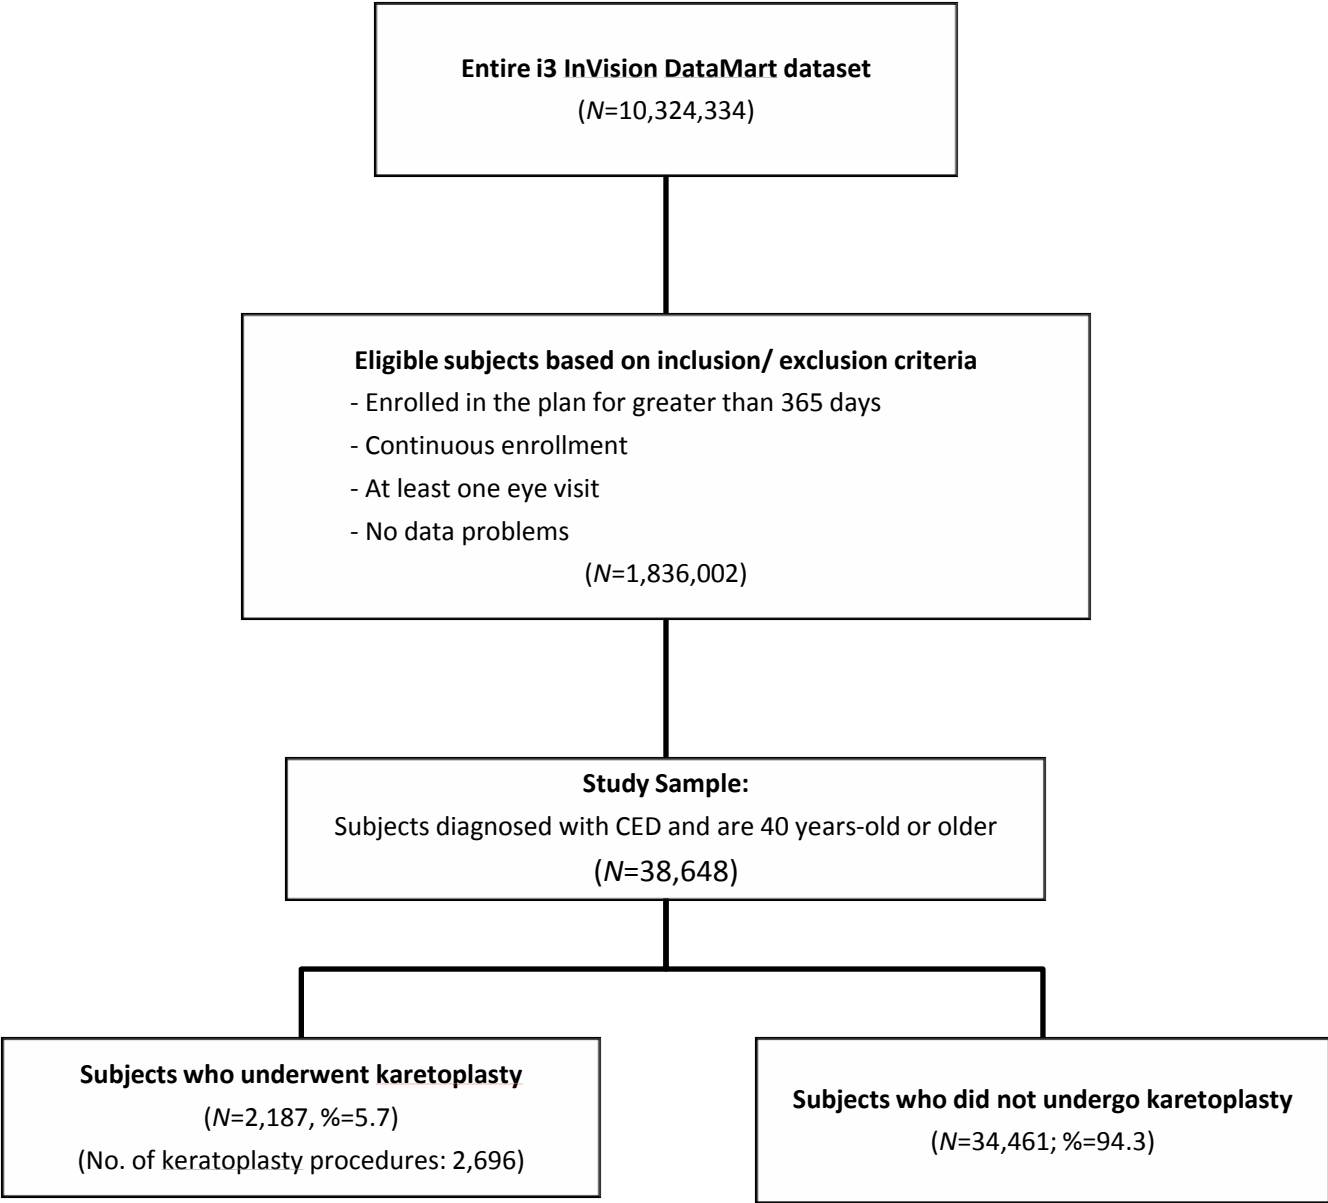 Entire i3 InVision DataMart dataset
(N=10,324,334)
Eligible subjects based on inclusion/ exclusion criteria
- Enrolled in the plan for greater than 365 days
- Continuous enrollment
- At least one eye visit
- No data problems
(N=1,836,002)
Study Sample:
Subjects diagnosed with CED and are 40 years-old or older
(N=38,648)
Subjects who underwent karetoplasty
(N=2,187, %=5.7)
(No. of keratoplasty procedures: 2,696)
Subjects who did not undergo karetoplasty
(N=34,461; %=94.3)